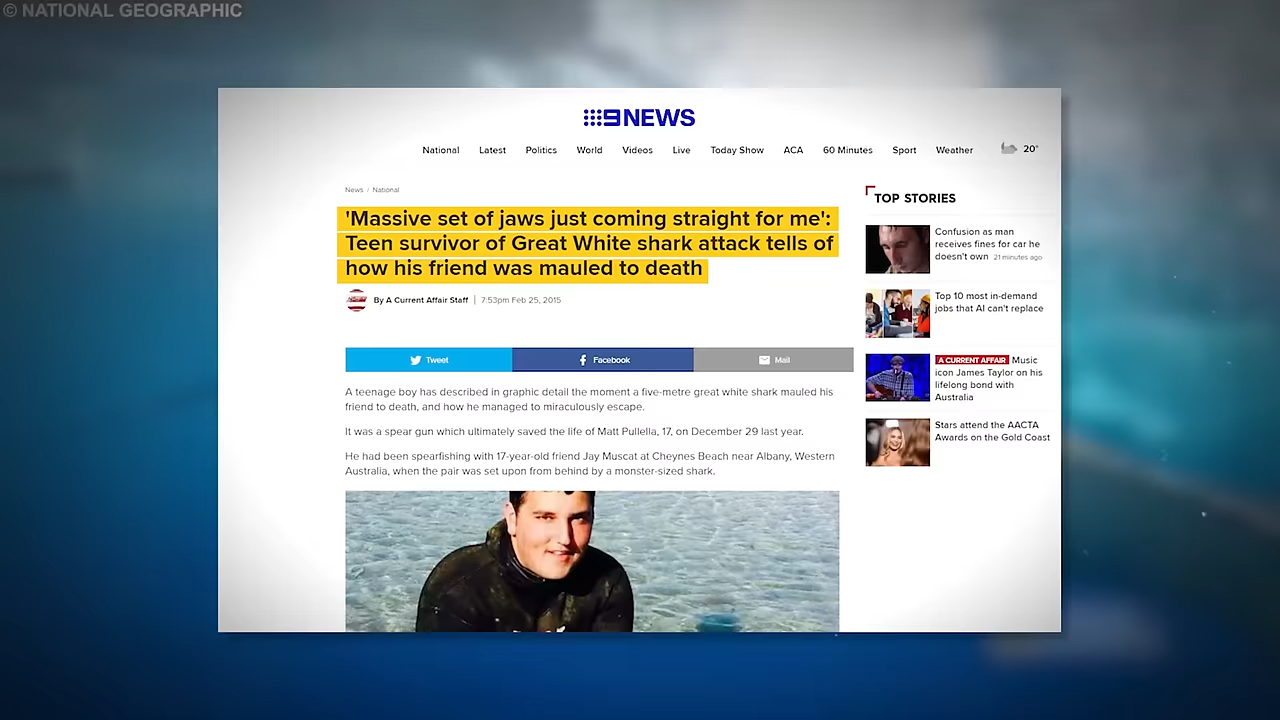 © NATIONAL GEOGRAPHIC
9NEWS
National Latest Politics World Videos Live Today Show ACA 60 Minutes Sport Weather 20°
News / National
'Massive set of jaws just coming straight for me':
Teen survivor of Great White shark attack tells of
how his friend was mauled to death
By A Current Affair Staff | 7:53pm Feb 25, 2015
Tweet Facebook Mail
A teenage boy has described in graphic detail the moment a five-metre great white shark mauled his
friend to death, and how he managed to miraculously escape.
It was a spear gun which ultimately saved the life of Matt Pullella, 17, on December 29 last year.
He had been spearfishing with 17-year-old friend Jay Muscat at Cheynes Beach near Albany, Western
Australia, when the pair was set upon from behind by a monster-sized shark.
TOP STORIES
Confusion as man
receives fines for car he
doesn't own 21 minutes ago
Top 10 most in-demand
jobs that AI can't replace
A CURRENT AFFAIR Music
icon James Taylor on his
lifelong bond with
Australia
Stars attend the AACTA
Awards on the Gold Coast